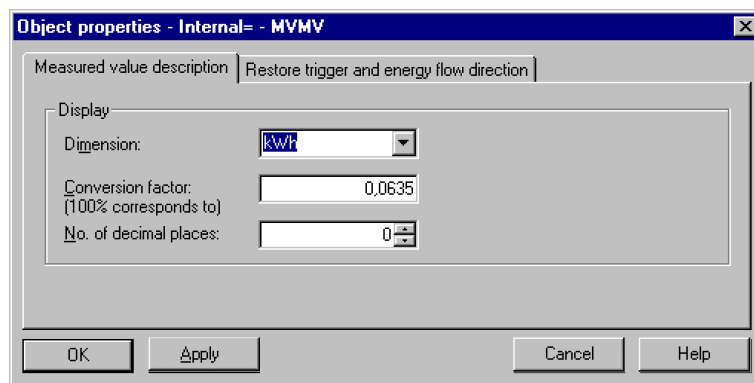 Object properties - Internal= - MVMV
Measured value description
Restore trigger and energy flow direction
Display
Dimension:
kWh
Conversion factor:
0,0635
(100% corresponds to)
No. of decimal places:
0
OK
Apply
Cancel
Help